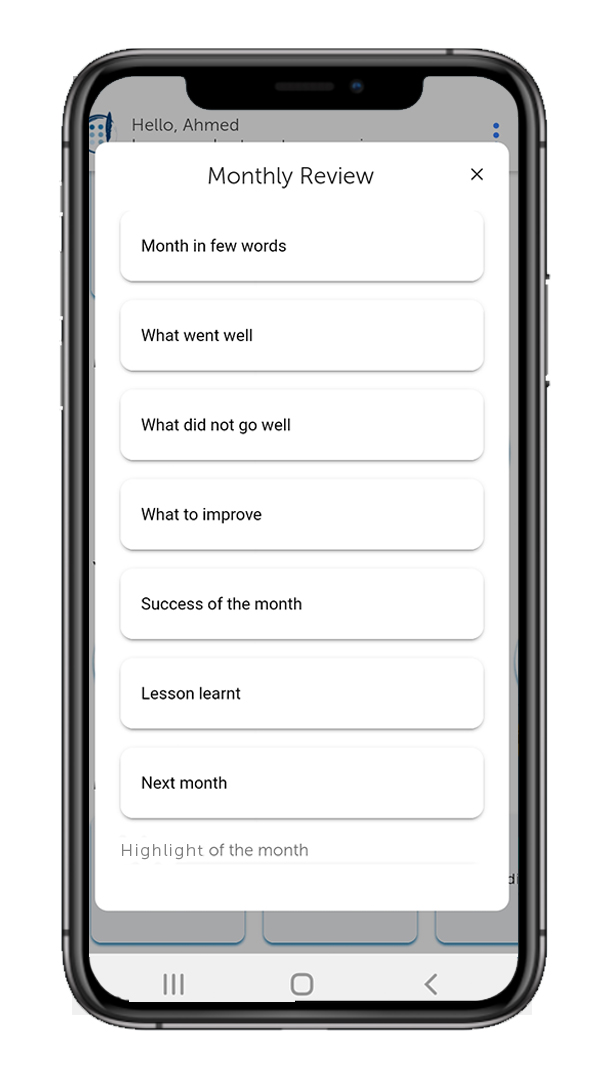 Hello, Ahmed
Monthly Review
Month in few words
What went well
What did not go well
What to improve
Success of the month
Lesson learnt
Next month
Highlight of the month